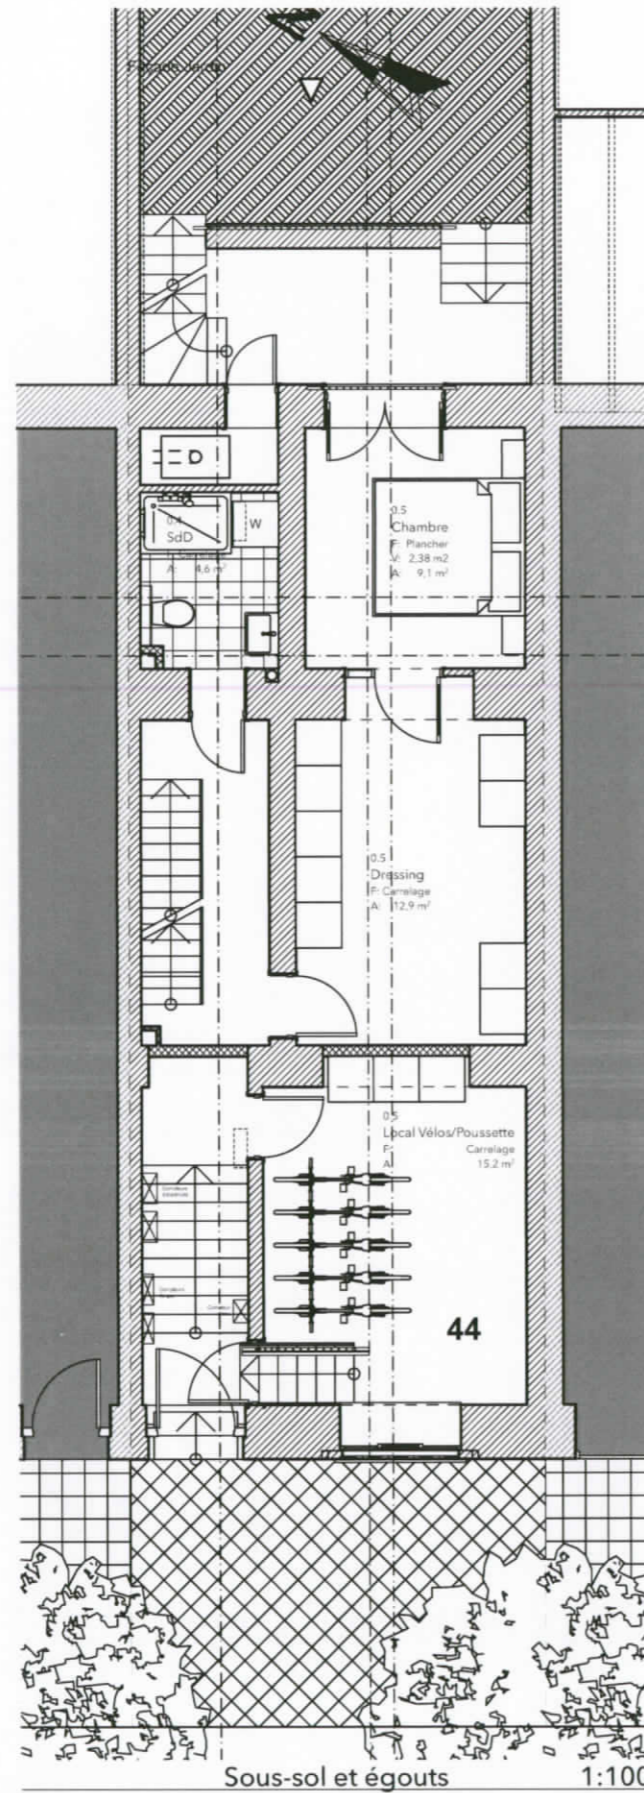 Façade Jardin
W
0.4
SdD
A: 4,6 m²
0.5
Chambre
F: Plancher
V: 2,38 m2
A: 9,1 m²
0.5
Dressing
F: Carrelage
A: 12,9 m²
0.5
Local Vélos/Poussette
F: Carrelage
A: 15,2 m²
44
Sous-sol et égouts 1:100